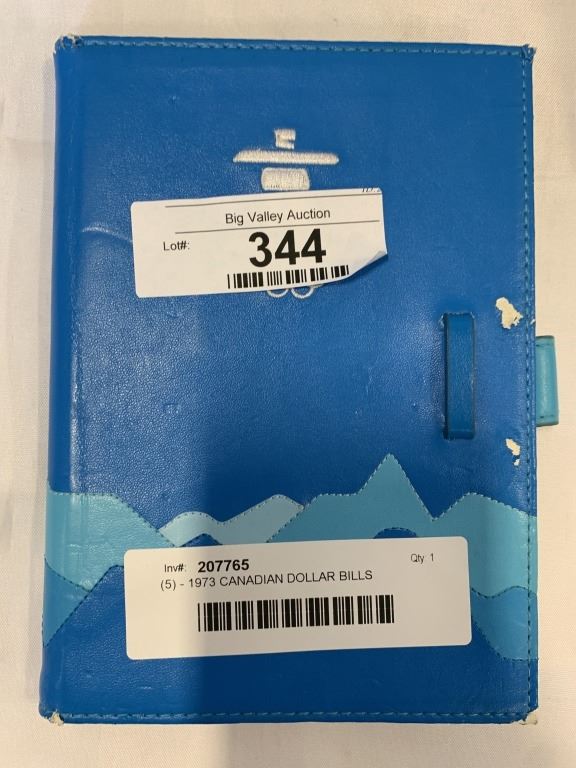 Big Valley Auction
Lot#: 344
Inv#: 207765 Qty: 1
(5) - 1973 CANADIAN DOLLAR BILLS